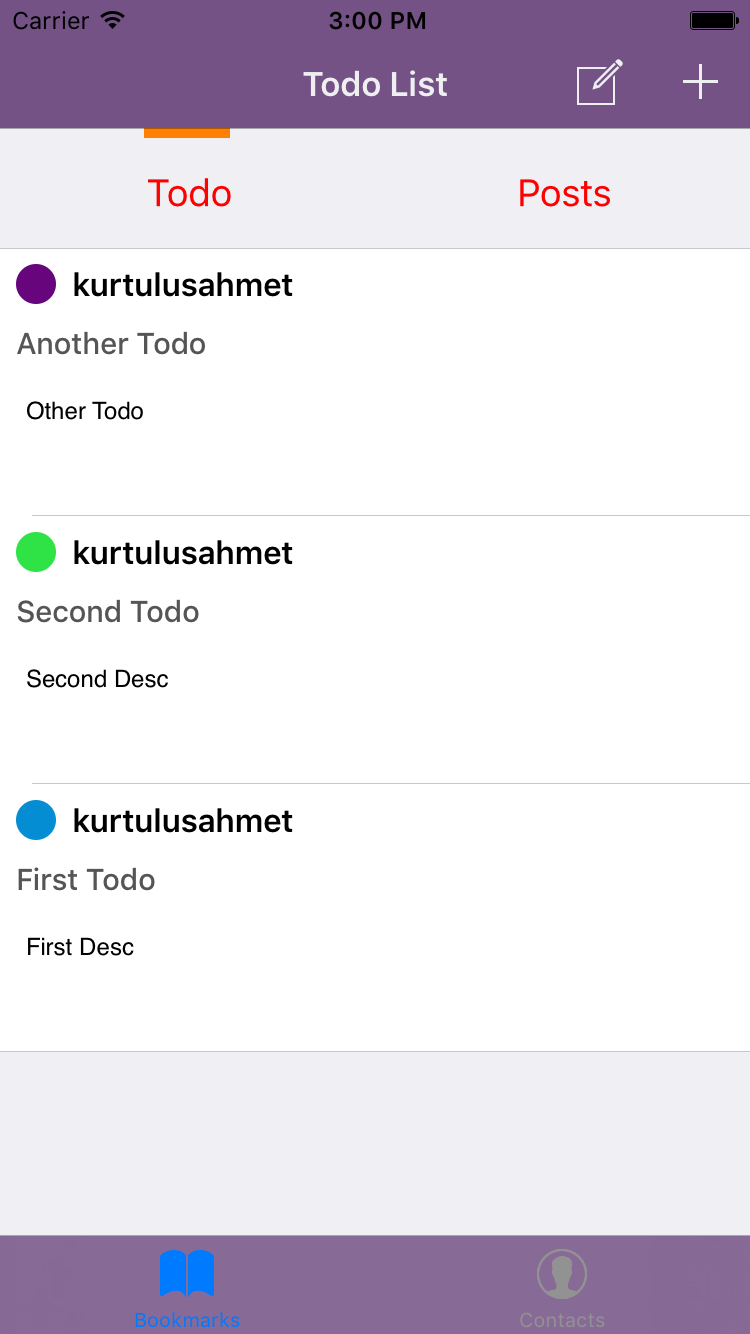 Carrier 3:00 PM
Todo List
Todo Posts
kurtulusahmet
Another Todo
Other Todo
kurtulusahmet
Second Todo
Second Desc
kurtulusahmet
First Todo
First Desc
Bookmarks Contacts